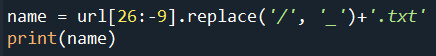 name = url[26:-9].replace('/', '_')+'.txt'
print(name)